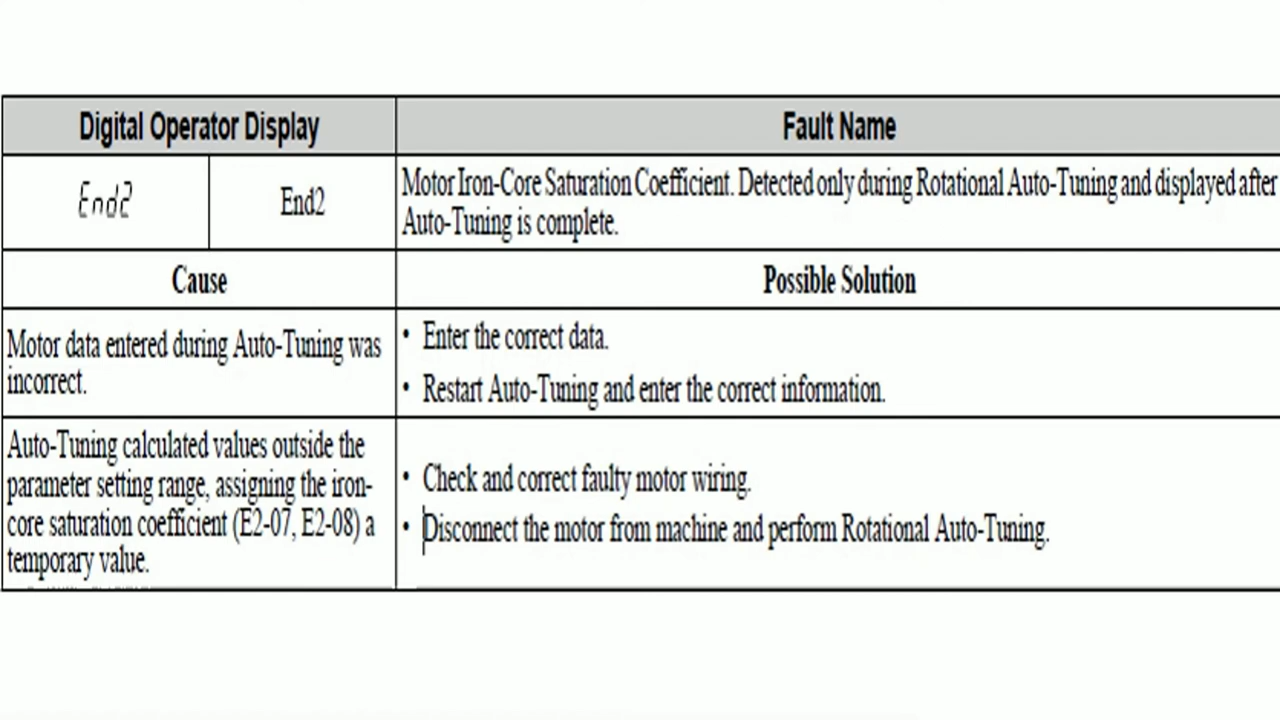 Digital Operator Display
Fault Name
End2
End2
Motor Iron-Core Saturation Coefficient. Detected only during Rotational Auto-Tuning and displayed after
Auto-Tuning is complete.
Cause
Possible Solution
Motor data entered during Auto-Tuning was
incorrect.
• Enter the correct data.
• Restart Auto-Tuning and enter the correct information.
Auto-Tuning calculated values outside the
parameter setting range, assigning the iron-
core saturation coefficient (E2-07, E2-08) a
temporary value.
• Check and correct faulty motor wiring.
• Disconnect the motor from machine and perform Rotational Auto-Tuning.